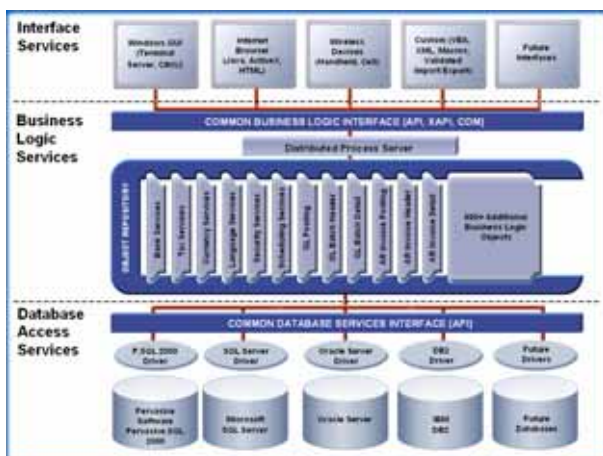 Interface
Services
Windows GUI
(Terminal
Server, Citrix)
Internet
Browser
(Java, ActiveX,
HTML)
Wireless
Devices
(Handheld, Cell)
Custom (VBA,
XML, Macros,
Validated
Import/Export)
Future
Interfaces
Business
Logic
Services
COMMON BUSINESS LOGIC INTERFACE (API, XAPI, COM)
Distributed Process Server
OBJECT REPOSITORY
Bank Services
Tax Services
Currency Services
Language Services
Security Services
Scheduling Services
GL Posting
GL Batch Header
GL Batch Detail
AR Invoice Posting
AR Invoice Header
AR Invoice Detail
Additional
Business Logic
Objects
Database
Access
Services
COMMON DATABASE SERVICES INTERFACE (API)
P.SQL 2000
Driver
SQL Server
Driver
Oracle Server
Driver
DB2
Driver
Future
Drivers
Pervasive
Software
Pervasive.SQL
2000
Microsoft
SQL Server
Oracle Server
IBM
DB2
Future
Databases